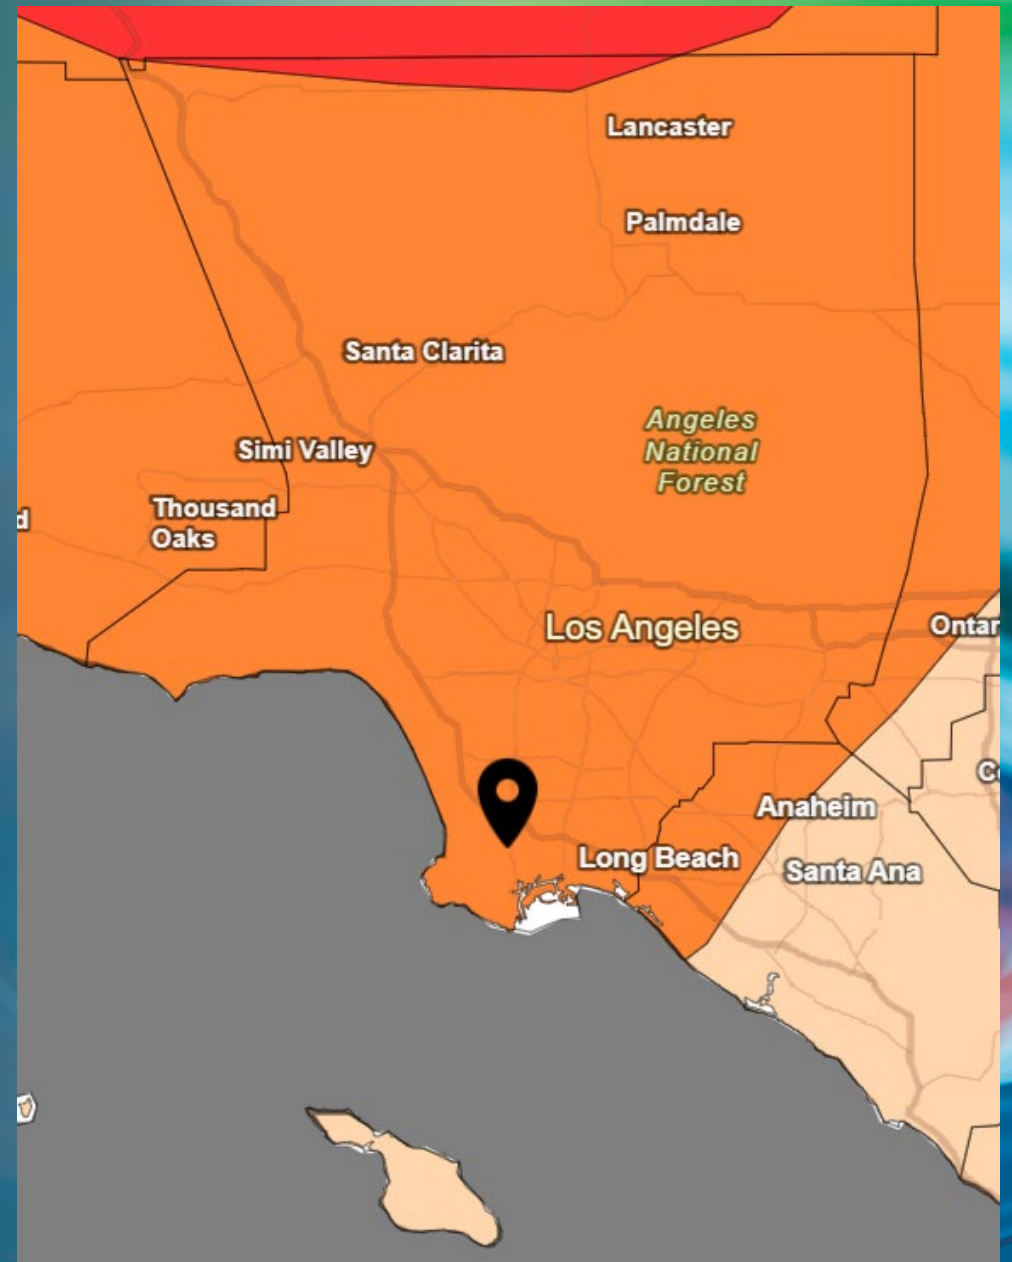 Lancaster
Palmdale
Santa Clarita
Angeles
National
Forest
Simi Valley
Thousand
Oaks
d
Los Angeles
Ontar
C
Anaheim
Long Beach
Santa Ana